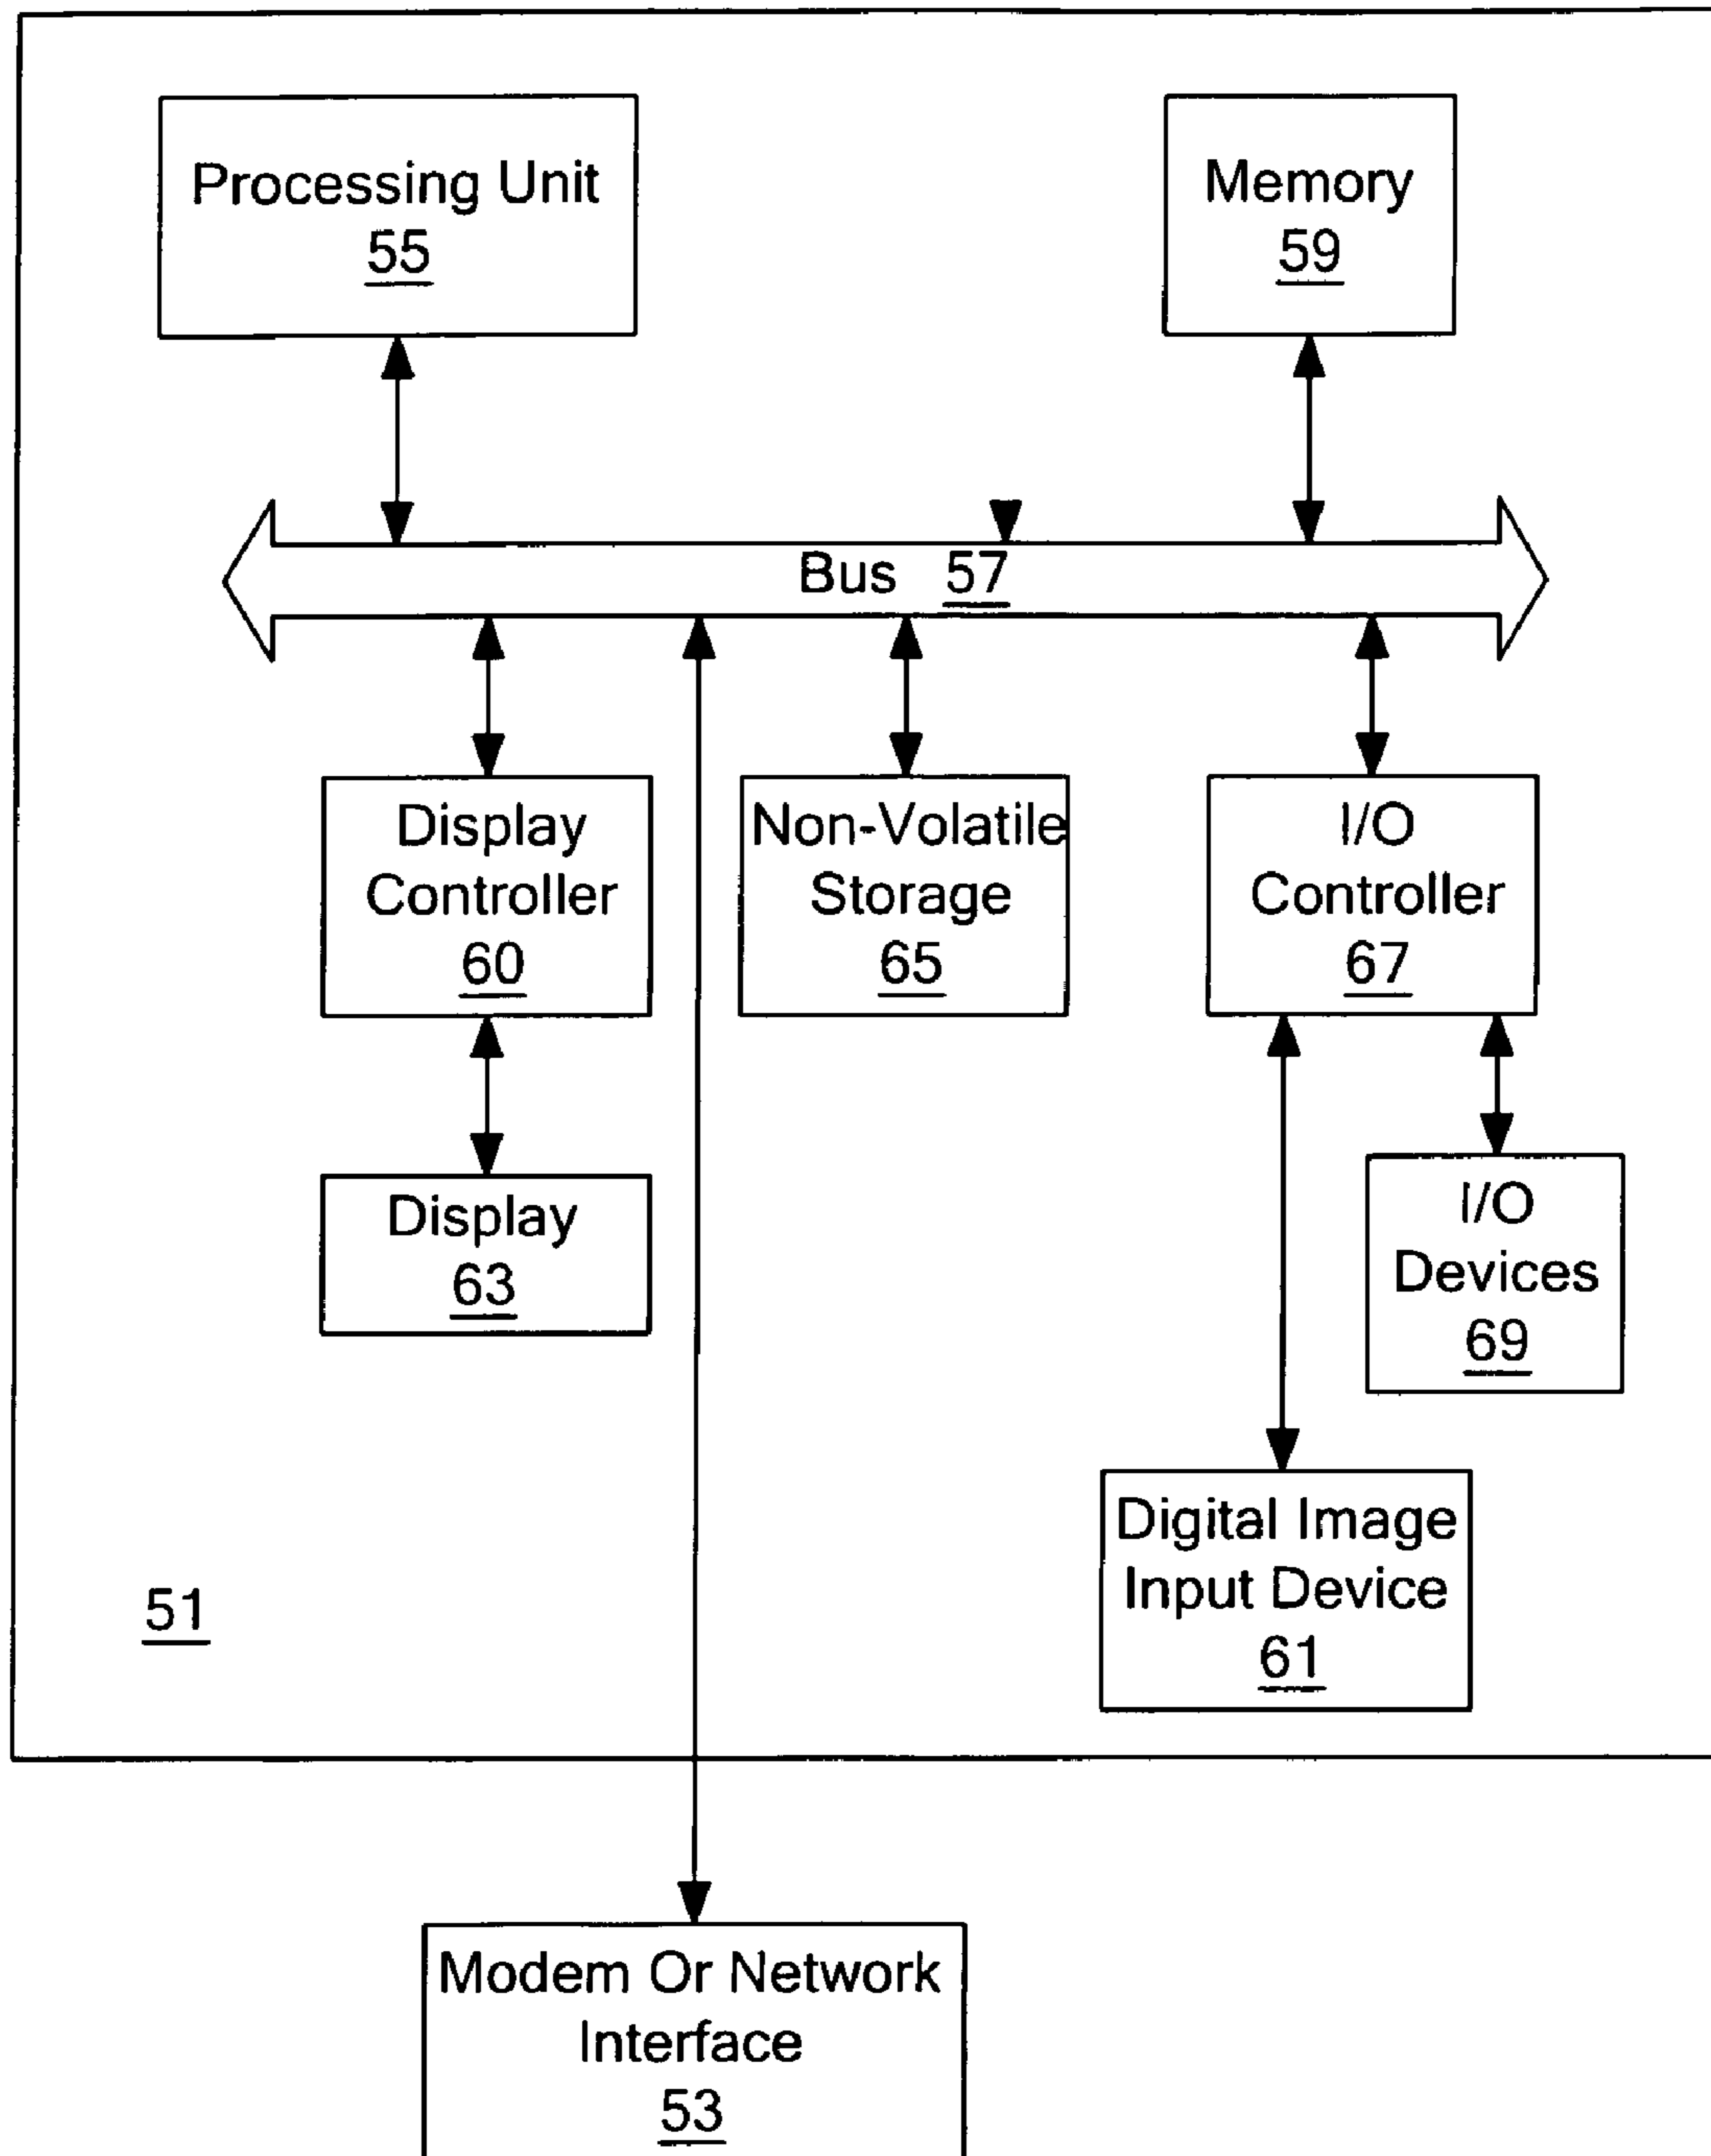 Processing Unit
55
Memory
59
Bus 57
Display
Controller
60
Non-Volatile
Storage
65
I/O
Controller
67
Display
63
I/O
Devices
69
Digital Image
Input Device
61
51
Modem Or Network
Interface
53